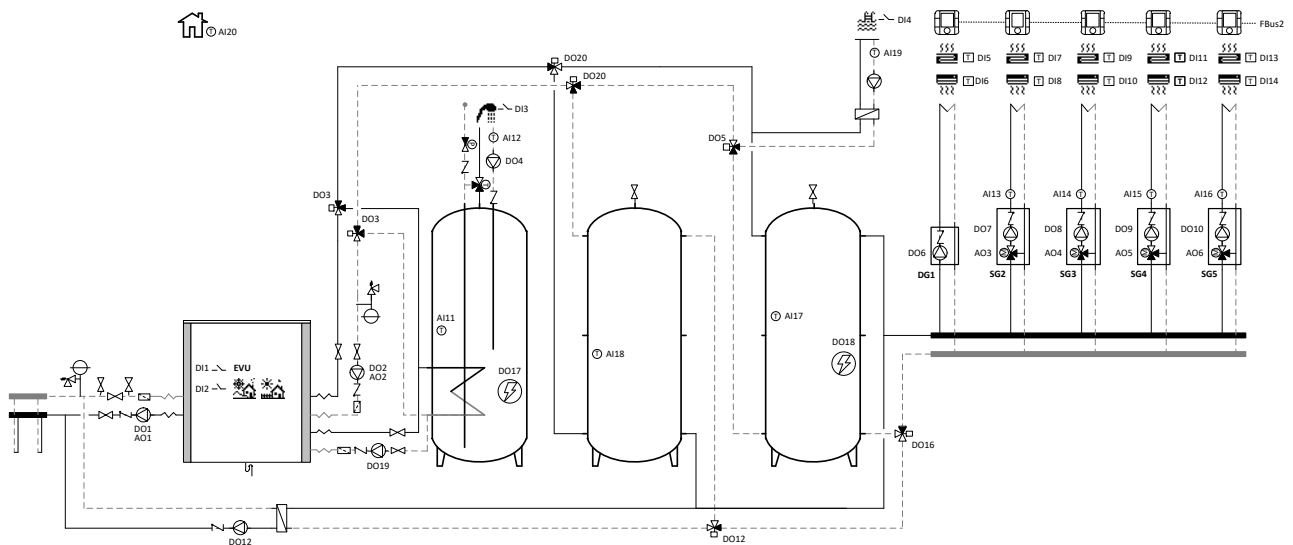 AI20
DI4
FBus2
AI19
DI5
DI7
DI9
DI11
DI13
DI6
DI8
DI10
DI12
DI14
DO20
DO20
DI3
AI12
DO4
DO5
DO3
DO3
AI13
AI14
AI15
AI16
DO6
DO7
DO8
DO9
DO10
AO3
AO4
AO5
AO6
DG1
SG2
SG3
SG4
SG5
AI11
AI17
AI18
DO18
DO17
DI1
EVU
DI2
DO2
AO2
DO1
AO1
DO19
DO16
DO12
DO12